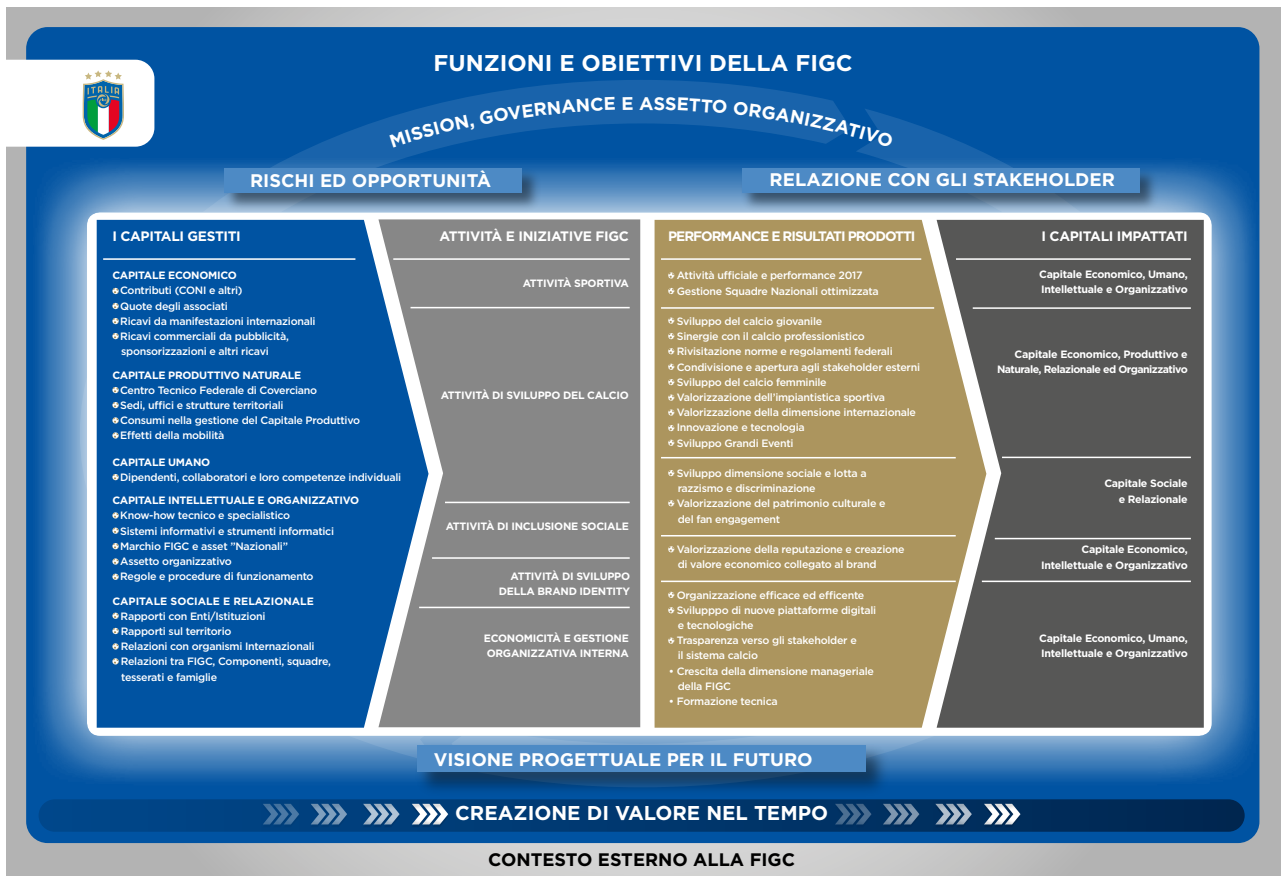 FUNZIONI E OBIETTIVI DELLA FIGC
ITALIA
MISSION, GOVERNANCE E ASSETTO ORGANIZZATIVO
RISCHI ED OPPORTUNITÀ
RELAZIONE CON GLI STAKEHOLDER
I CAPITALI GESTITI
CAPITALE ECONOMICO
Contributi (CONI e altri)
Quote degli associati
Ricavi da manifestazioni internazionali
Ricavi commerciali da pubblicità,
sponsorizzazioni e altri ricavi
CAPITALE PRODUTTIVO NATURALE
Centro Tecnico Federale di Coverciano
Sedi, uffici e strutture territoriali
Consumi nella gestione del Capitale Produttivo
Effetti della mobilità
CAPITALE UMANO
Dipendenti, collaboratori e loro competenze individuali
CAPITALE INTELLETTUALE E ORGANIZZATIVO
Know-how tecnico e specialistico
Sistemi informativi e strumenti informatici
Marchio FIGC e asset "Nazionali"
Assetto organizzativo
Regole e procedure di funzionamento
CAPITALE SOCIALE E RELAZIONALE
Rapporti con Enti/Istituzioni
Rapporti sul territorio
Relazioni con organismi Internazionali
Relazioni tra FIGC, Componenti, squadre,
tesserati e famiglie
ATTIVITÀ E INIZIATIVE FIGC
ATTIVITÀ SPORTIVA
ATTIVITÀ DI SVILUPPO DEL CALCIO
ATTIVITÀ DI INCLUSIONE SOCIALE
ATTIVITÀ DI SVILUPPO
DELLA BRAND IDENTITY
ECONOMICITÀ E GESTIONE
ORGANIZZATIVA INTERNA
PERFORMANCE E RISULTATI PRODOTTI
Attività ufficiale e performance 2017
Gestione Squadre Nazionali ottimizzata
Sviluppo del calcio giovanile
Sinergie con il calcio professionistico
Rivisitazione norme e regolamenti federali
Condivisione e apertura agli stakeholder esterni
Sviluppo del calcio femminile
Valorizzazione dell'impiantistica sportiva
Valorizzazione della dimensione internazionale
Innovazione e tecnologia
Sviluppo Grandi Eventi
Sviluppo dimensione sociale e lotta a
razzismo e discriminazione
Valorizzazione del patrimonio culturale e
del fan engagement
Valorizzazione della reputazione e creazione
di valore economico collegato al brand
Organizzazione efficace ed efficente
Svilupppo di nuove piattaforme digitali
e tecnologiche
Trasparenza verso gli stakeholder e
il sistema calcio
• Crescita della dimensione manageriale
della FIGC
• Formazione tecnica
I CAPITALI IMPATTATI
Capitale Economico, Umano,
Intellettuale e Organizzativo
Capitale Economico, Produttivo e
Naturale, Relazionale ed Organizzativo
Capitale Sociale
e Relazionale
Capitale Economico,
Intellettuale e Organizzativo
Capitale Economico, Umano,
Intellettuale e Organizzativo
VISIONE PROGETTUALE PER IL FUTURO
CREAZIONE DI VALORE NEL TEMPO
CONTESTO ESTERNO ALLA FIGC